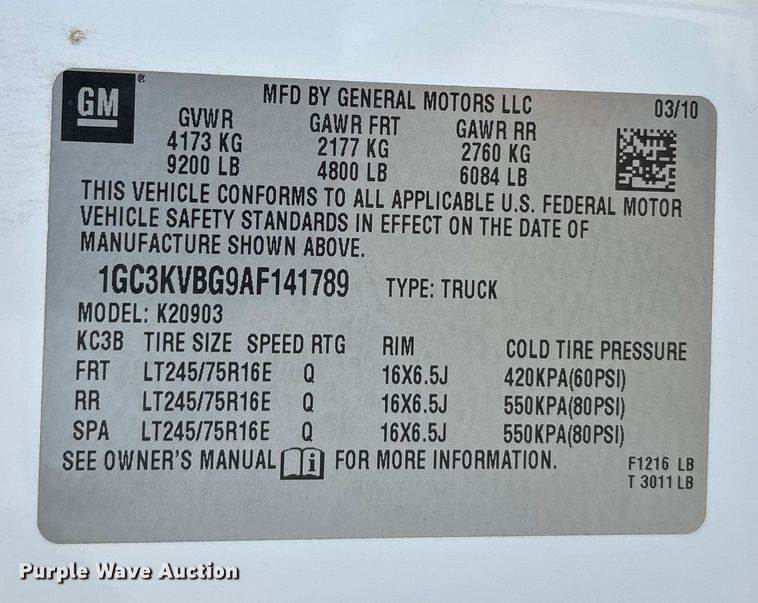 GM ®
MFD BY GENERAL MOTORS LLC 03/10
GVWR GAWR FRT GAWR RR
4173 KG 2177 KG 2760 KG
9200 LB 4800 LB 6084 LB
THIS VEHICLE CONFORMS TO ALL APPLICABLE U.S. FEDERAL MOTOR
VEHICLE SAFETY STANDARDS IN EFFECT ON THE DATE OF
MANUFACTURE SHOWN ABOVE.
1GC3KVBG9AF141789 TYPE: TRUCK
MODEL: K20903
KC3B TIRE SIZE SPEED RTG RIM COLD TIRE PRESSURE
FRT LT245/75R16E Q 16X6.5J 420KPA(60PSI)
RR LT245/75R16E Q 16X6.5J 550KPA(80PSI)
SPA LT245/75R16E Q 16X6.5J 550KPA(80PSI)
SEE OWNER'S MANUAL i FOR MORE INFORMATION.
F1216 LB
T 3011 LB
Purple Wave Auction